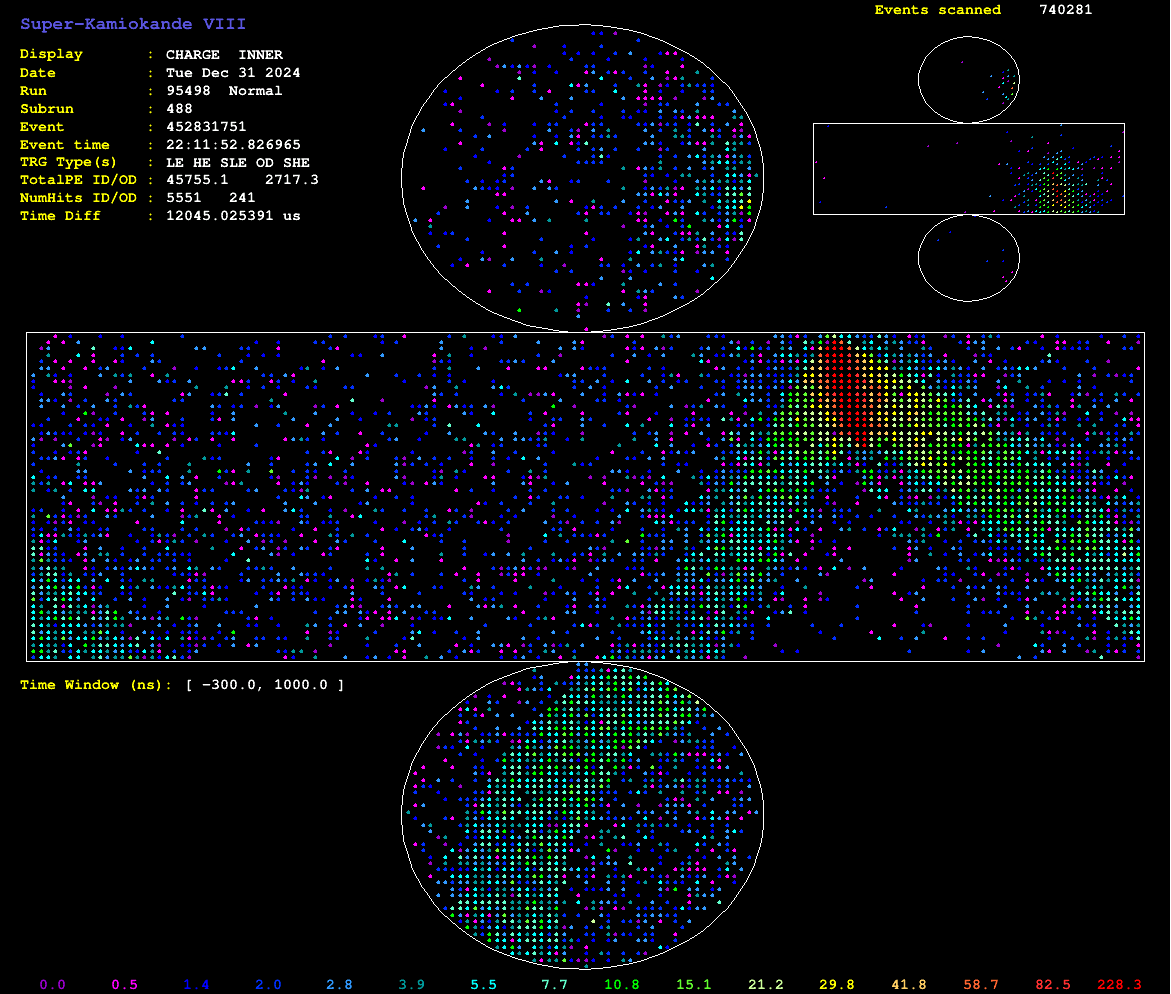 Super-Kamiokande VIII
Events scanned 740281
Display : CHARGE INNER
Date : Tue Dec 31 2024
Run : 95498 Normal
Subrun : 488
Event : 452831751
Event time : 22:11:52.826965
TRG Type(s) : LE HE SLE OD SHE
TotalPE ID/OD : 45755.1 2717.3
NumHits ID/OD : 5551 241
Time Diff : 12045.025391 us
Time Window (ns): [ -300.0, 1000.0 ]
0.0 0.5 1.4 2.0 2.8 3.9 5.5 7.7 10.8 15.1 21.2 29.8 41.8 58.7 82.5 228.3